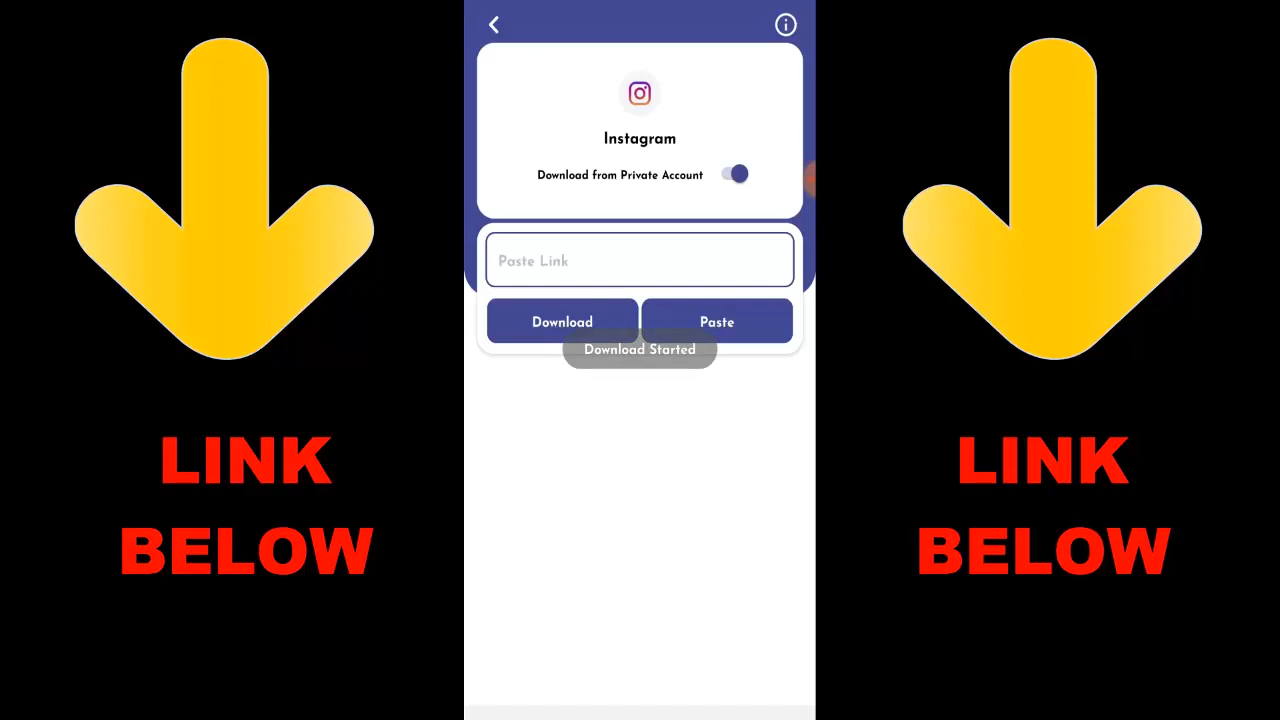 Instagram
Download from Private Account
Paste Link
Download Paste
Download Started
LINK
BELOW
LINK
BELOW